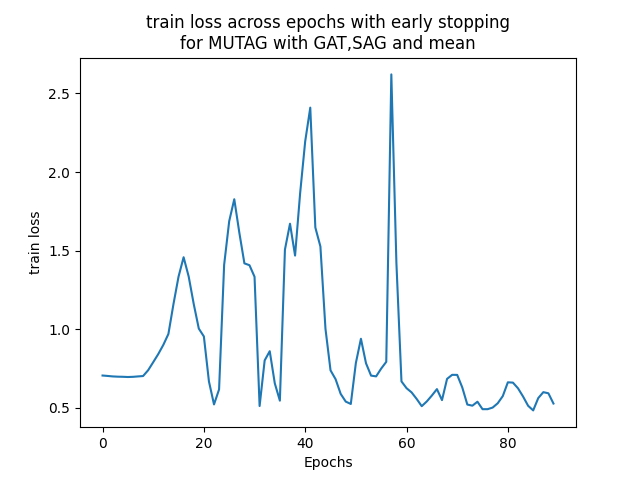 train loss across epochs with early stopping
for MUTAG with GAT,SAG and mean
2.5
2.0
1.5
1.0
0.5
train loss
0
20
40
60
80
Epochs